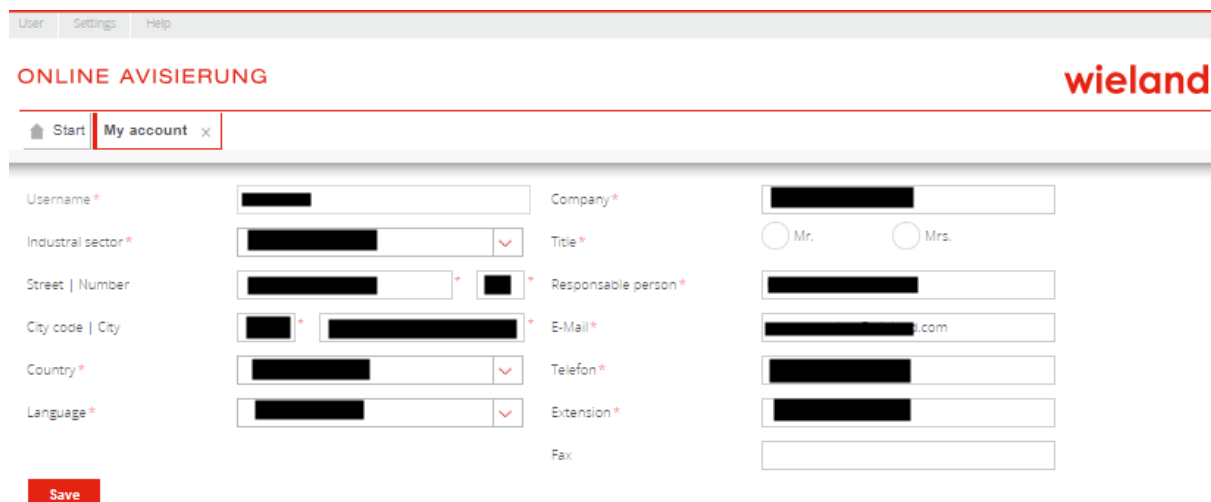 User Settings Help
ONLINE AVISIERUNG
wieland
Start My account ×
Username *
Company *
Industral sector *
Title *
Mr.
Mrs.
Street | Number
*
*
Responsable person *
City code | City
*
*
E-Mail *
.com
Country *
Telefon *
Language *
Extension *
Fax
Save